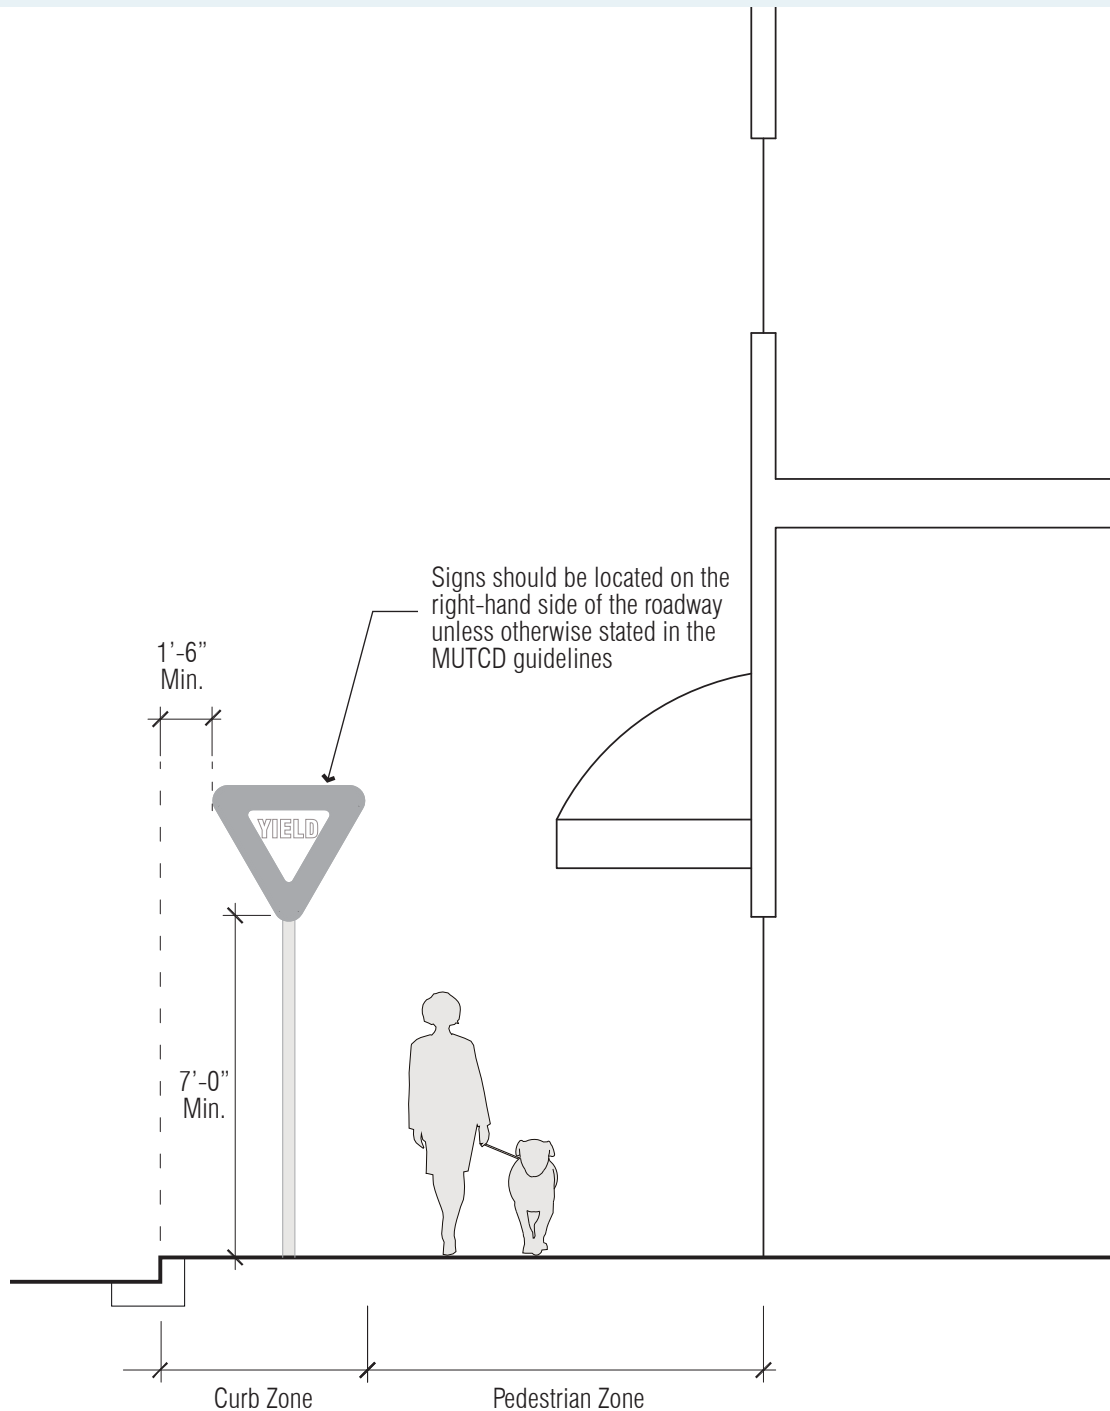 Signs should be located on the
right-hand side of the roadway
unless otherwise stated in the
MUTCD guidelines
1’-6”
Min.
YIELD
7’-0”
Min.
Curb Zone
Pedestrian Zone